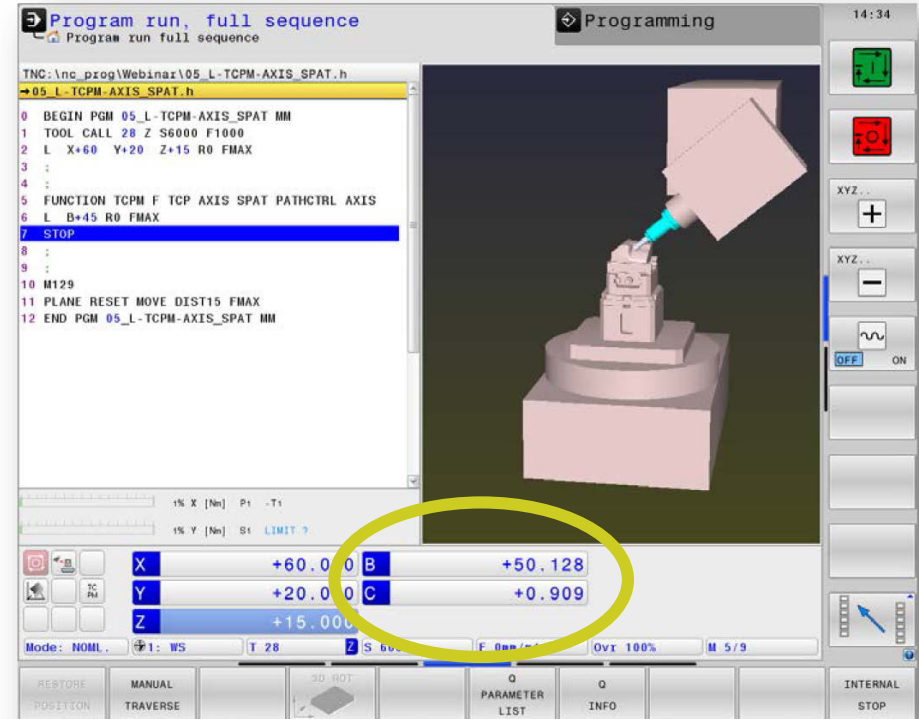 Program run, full sequence
Program run full sequence
Programming
14:34
TNC:\nc_prog\Webinar\05_L-TCPM-AXIS_SPAT.h
→05_L-TCPM-AXIS_SPAT.h
0 BEGIN PGM 05_L-TCPM-AXIS_SPAT MM
1 TOOL CALL 28 Z S6000 F1000
2 L X+60 Y+20 Z+15 R0 FMAX
3 ;
4 ;
5 FUNCTION TCPM F TCP AXIS SPAT PATHCTRL AXIS
6 L B+45 R0 FMAX
7 STOP
8 ;
9 ;
10 M129
11 PLANE RESET MOVE DIST15 FMAX
12 END PGM 05_L-TCPM-AXIS_SPAT MM
XYZ..
+
XYZ..
−
OFF ON
1% X [Nm] P1 -T1
1% Y [Nm] S1 LIMIT ?
X +60.000 B +50.128
Y +20.000 C +0.909
Z +15.000
TC
PM
Mode: NOML. 1: WS T 28 Z S Ovr 100% M 5/9
RESTORE
POSITION
MANUAL
TRAVERSE
3D ROT
Q
PARAMETER
LIST
Q
INFO
INTERNAL
STOP